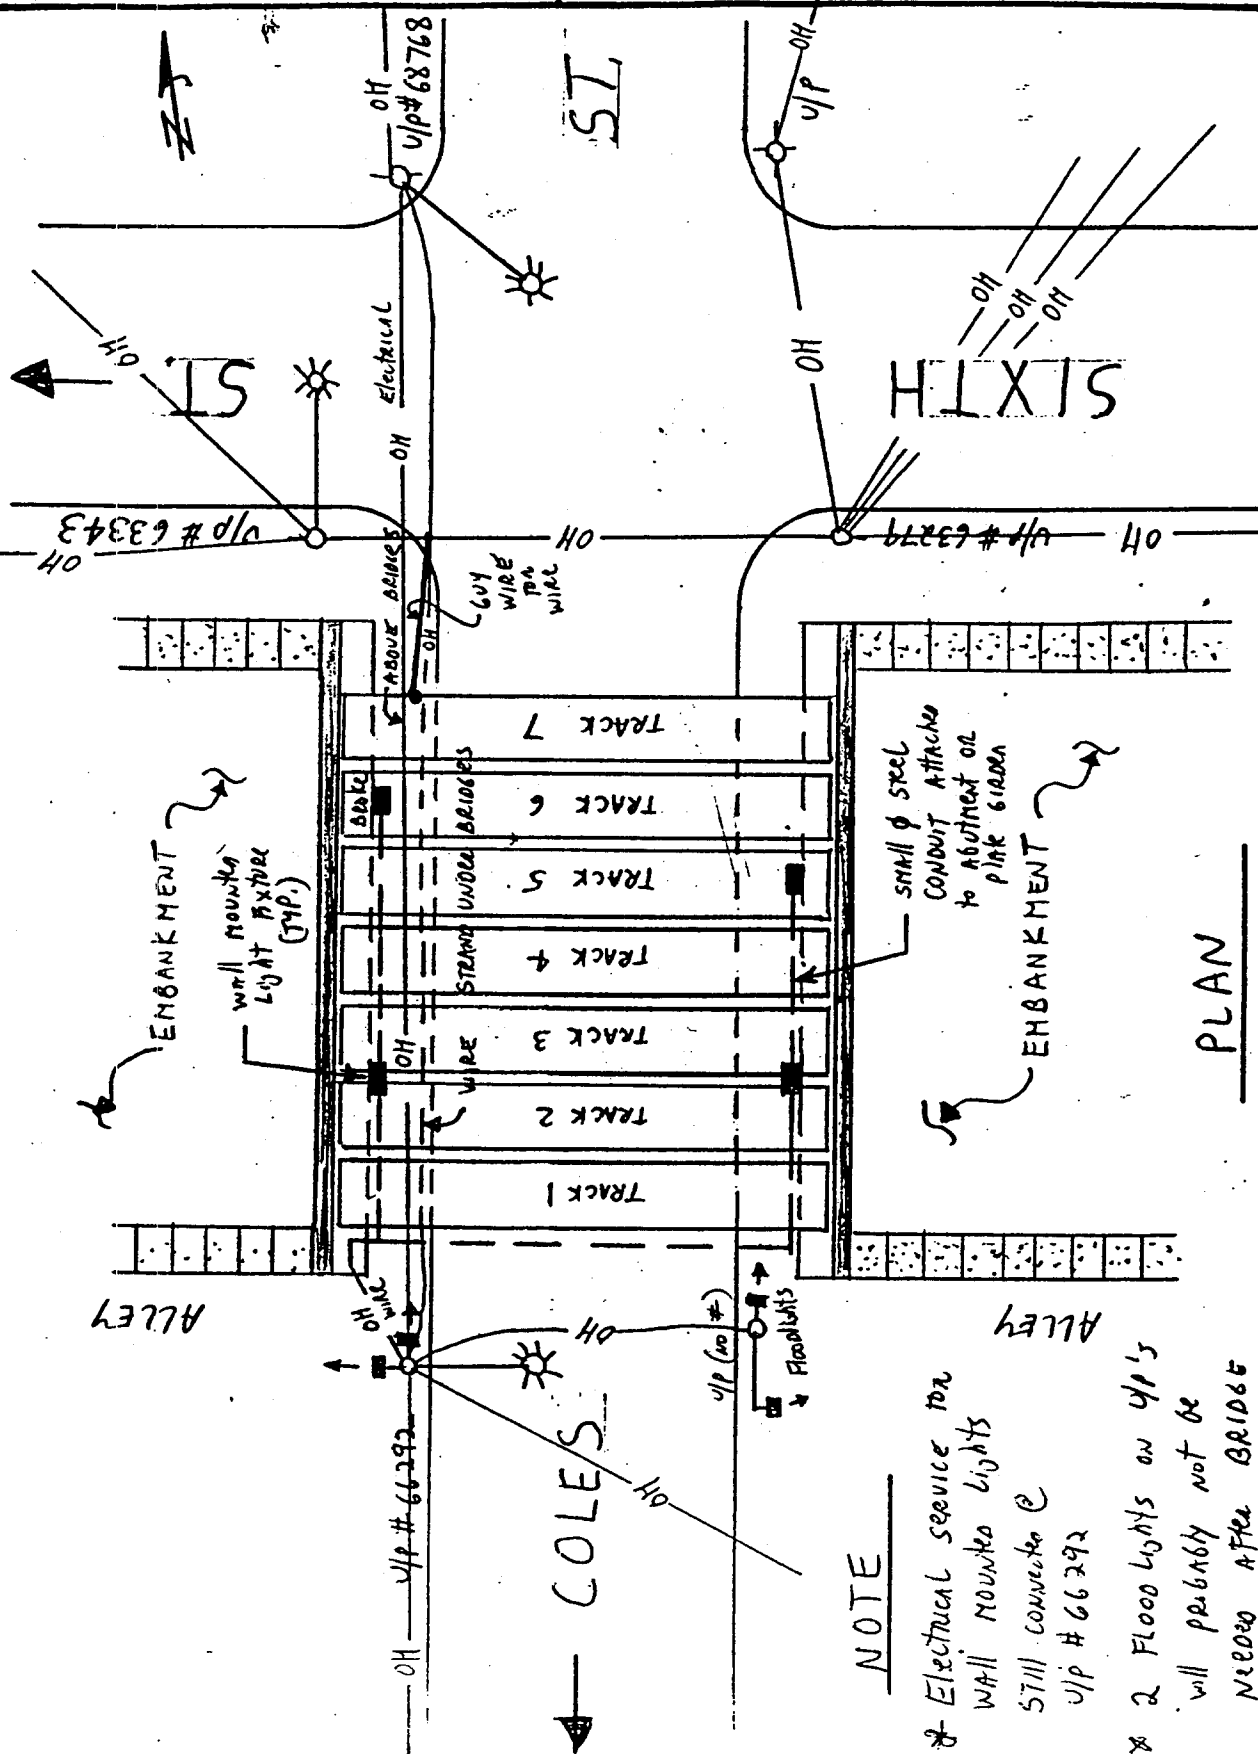 N
OH
U/P # 68768
ST
OH
U/P
OH
ST
Electrical
OH
OH
SIXTH
OH
OH
OH
U/P # 63343
OH
OH
U/P # 63279
OH
ABOVE BRIDGES
OH
GUY
WIRE
FOR
WIRE
EMBANKMENT
WALL MOUNTED
LIGHT FIXTURE
(TYP.)
BROKE
TRACK 7
TRACK 6
TRACK 5
TRACK 4
TRACK 3
TRACK 2
TRACK 1
WIRE STRAND UNDER BRIDGES
OH
SMALL φ STEEL
CONDUIT ATTACHED
to ABUTMENT OR
PIER GIRDER
EMBANKMENT
PLAN
ALLEY
OH
WIRE
OH
U/P (NO #)
Floodlights
ALLEY
U/P # 66292
OH
OH
COLES
NOTE
* Electrical SERVICE FOR
WALL MOUNTED Lights
STILL CONNECTED @
U/P # 66292
* 2 FLOOD Lights ON U/P's
will PROBABLY NOT BE
NEEDED AFTER BRIDGE